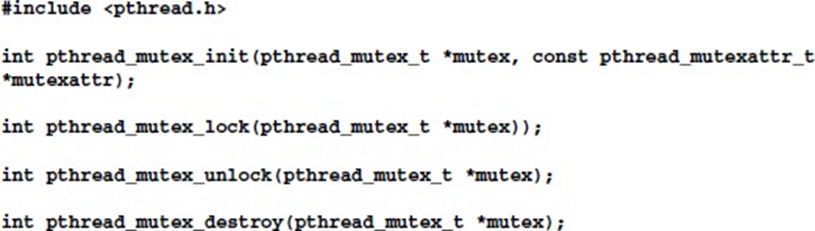 #include <pthread.h>
int pthread_mutex_init(pthread_mutex_t *mutex, const pthread_mutexattr_t
*mutexattr);
int pthread_mutex_lock(pthread_mutex_t *mutex));
int pthread_mutex_unlock(pthread_mutex_t *mutex);
int pthread_mutex_destroy(pthread_mutex_t *mutex);